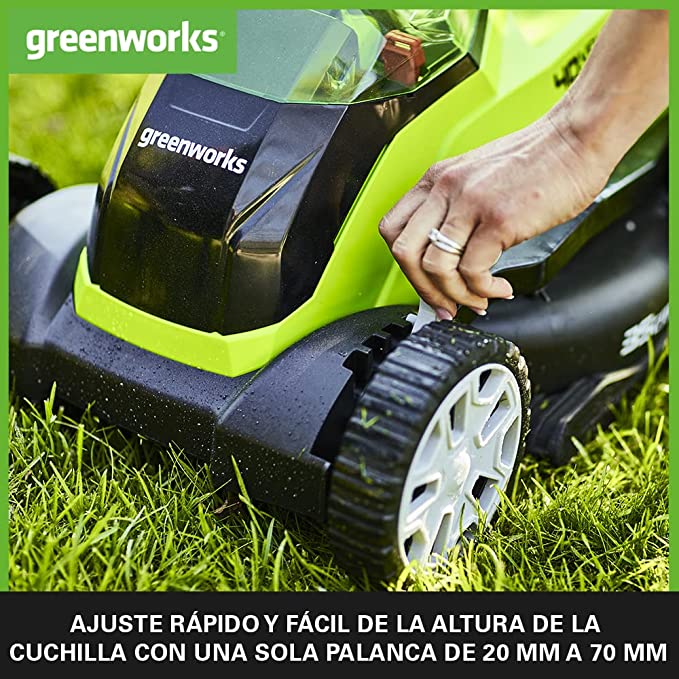 greenworks
greenworks
AJUSTE RÁPIDO Y FÁCIL DE LA ALTURA DE LA
CUCHILLA CON UNA SOLA PALANCA DE 20 MM A 70 MM